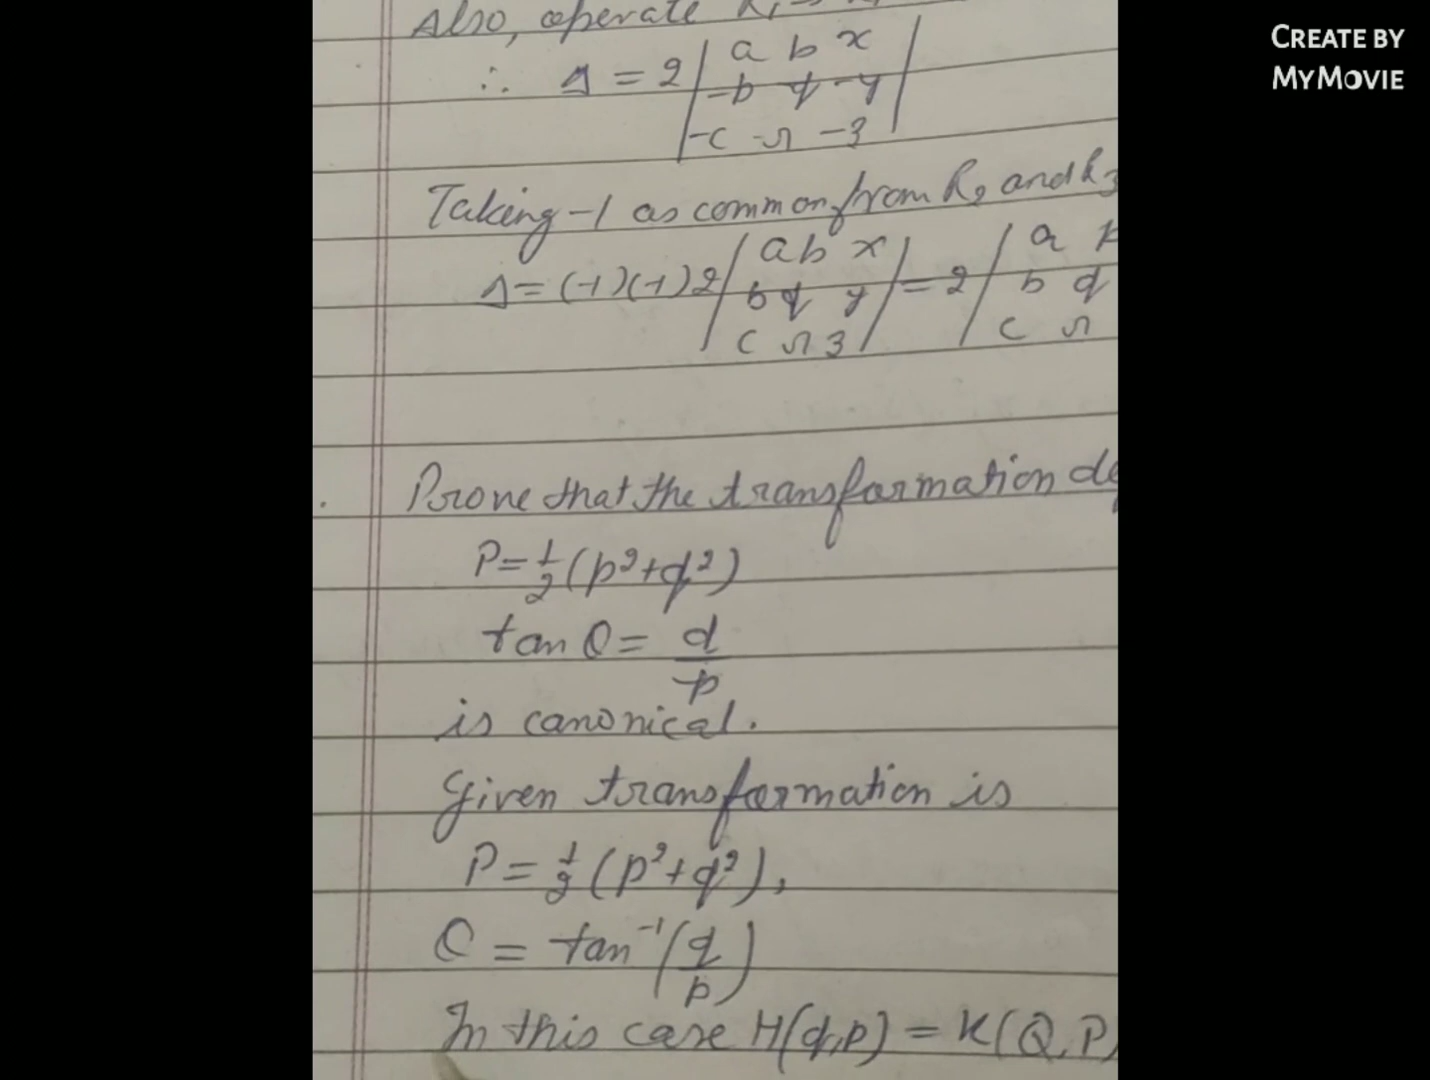 Also, operate R₁
∴ Δ = 2 | a b x |
| -b q -y |
| -c -r -z |
Taking -1 as common from R₂ and R₃
Δ = (-1)(-1) 2 | a b x | = 2 | a p
| b q y | b q
| c r z | c r
Prove that the transformation de
P = 1/2 (p² + q²)
tan Q = q/p
is canonical.
Given transformation is
P = 1/2 (p² + q²),
Q = tan⁻¹ (q/p)
In this case H(q,p) = K(Q,P)
CREATE BY
MYMOVIE